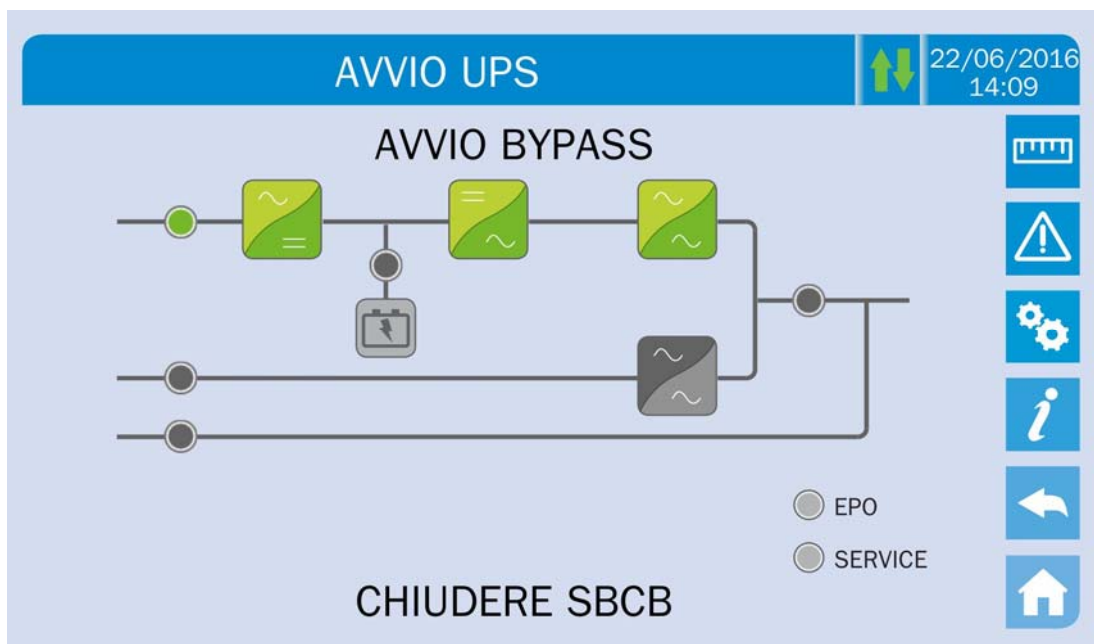 AVVIO UPS
22/06/2016
14:09
AVVIO BYPASS
EPO
SERVICE
CHIUDERE SBCB